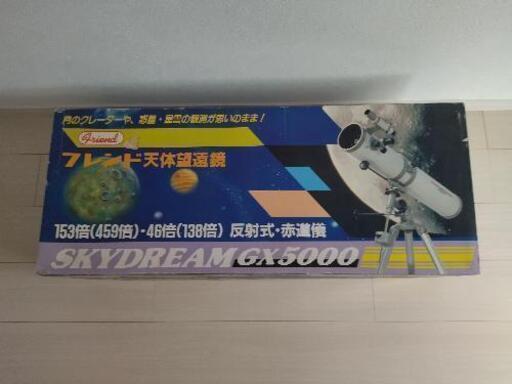 月のクレーターや、惑星・星雲の観測が思いのまま！
Friend
フレンド天体望遠鏡
153倍(459倍)・46倍(138倍) 反射式・赤道儀
SKYDREAM GX5000